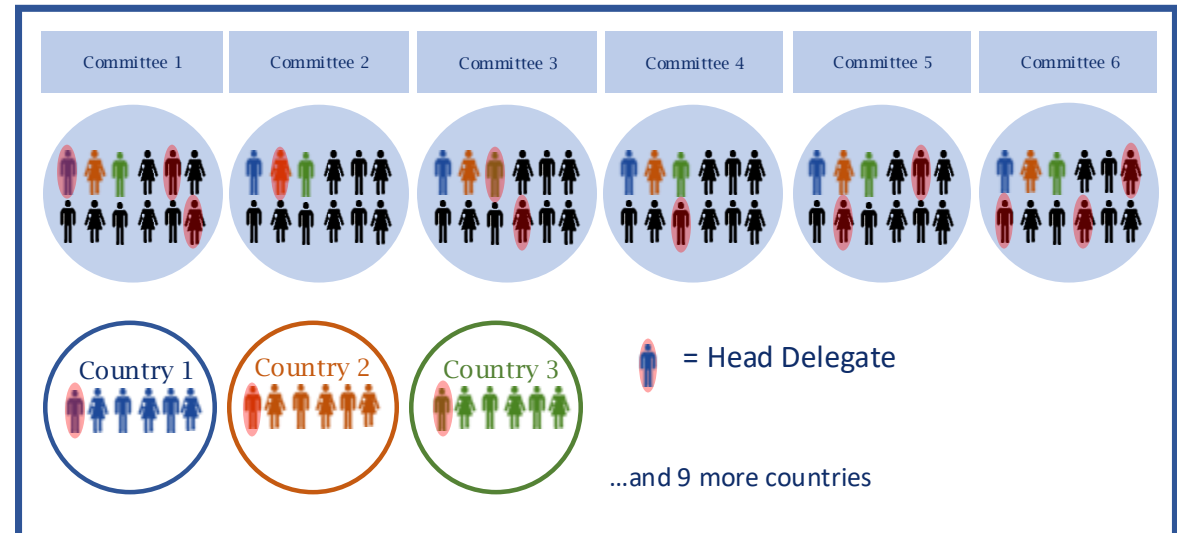 Committee 1
Committee 2
Committee 3
Committee 4
Committee 5
Committee 6
Country 1
Country 2
Country 3
= Head Delegate
...and 9 more countries